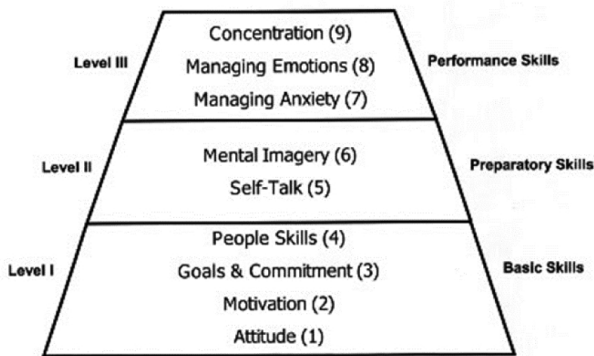 Concentration (9)
Level III
Managing Emotions (8)
Performance Skills
Managing Anxiety (7)
Mental Imagery (6)
Level II
Preparatory Skills
Self-Talk (5)
People Skills (4)
Level I
Goals & Commitment (3)
Basic Skills
Motivation (2)
Attitude (1)